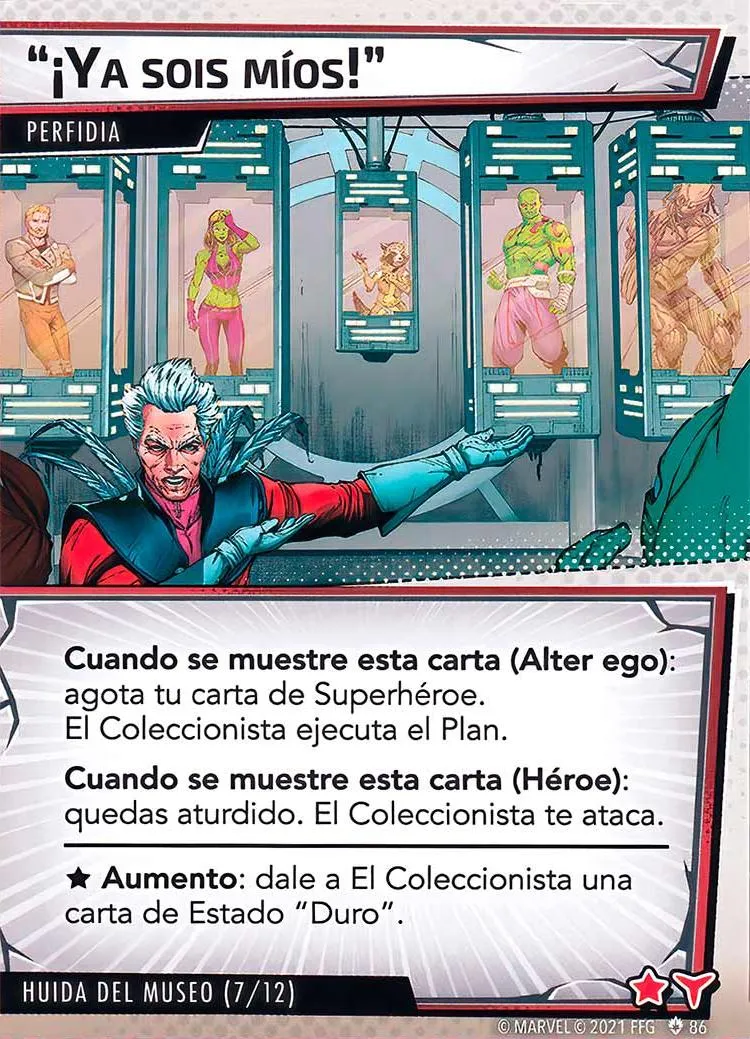 “¡Ya sois míos!”
PERFIDIA
Cuando se muestre esta carta (Alter ego):
agota tu carta de Superhéroe.
El Coleccionista ejecuta el Plan.
Cuando se muestre esta carta (Héroe):
quedas aturdido. El Coleccionista te ataca.
★ Aumento: dale a El Coleccionista una
carta de Estado “Duro”.
HUIDA DEL MUSEO (7/12)
© MARVEL © 2021 FFG 86